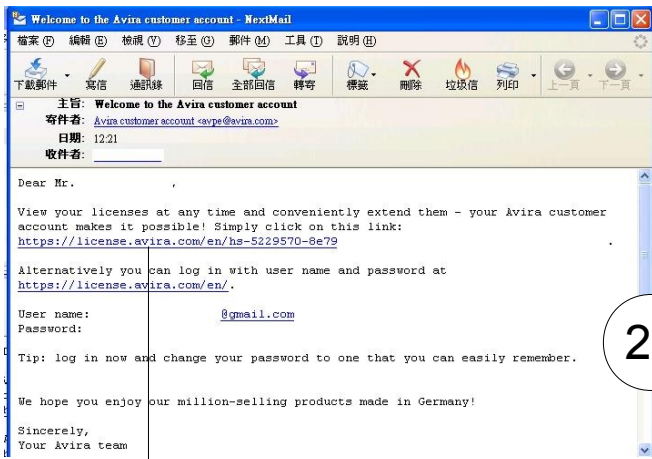 Welcome to the Avira customer account - NextMail
檔案(F) 編輯(E) 檢視(V) 移至(G) 郵件(M) 工具(T) 說明(H)
下載郵件 寫信 通訊錄 回信 全部回信 轉寄 標籤 刪除 垃圾信 列印 上一頁 下一頁
主旨: Welcome to the Avira customer account
寄件者: Avira customer account <avpe@avira.com>
日期: 12:21
收件者:
Dear Mr. ,
View your licenses at any time and conveniently extend them - your Avira customer
account makes it possible! Simply click on this link:
https://license.avira.com/en/hs-5229570-8e79 .
Alternatively you can log in with user name and password at
https://license.avira.com/en/.
User name: @gmail.com
Password:
Tip: log in now and change your password to one that you can easily remember.
We hope you enjoy our million-selling products made in Germany!
Sincerely,
Your Avira team
2